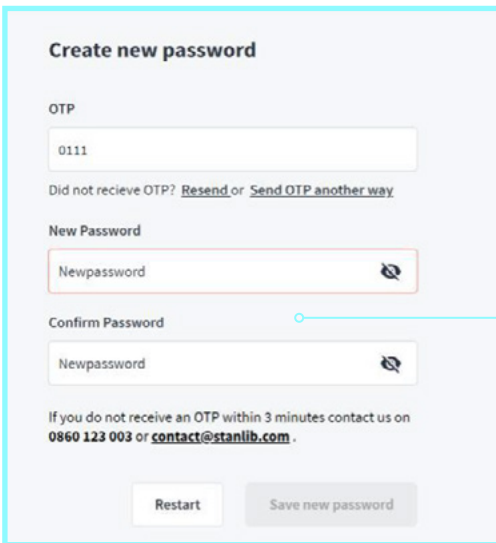 Create new password
OTP
0111
Did not recieve OTP? Resend or Send OTP another way
New Password
Newpassword
Confirm Password
Newpassword
If you do not receive an OTP within 3 minutes contact us on
0860 123 003 or contact@stanlib.com .
Restart Save new password